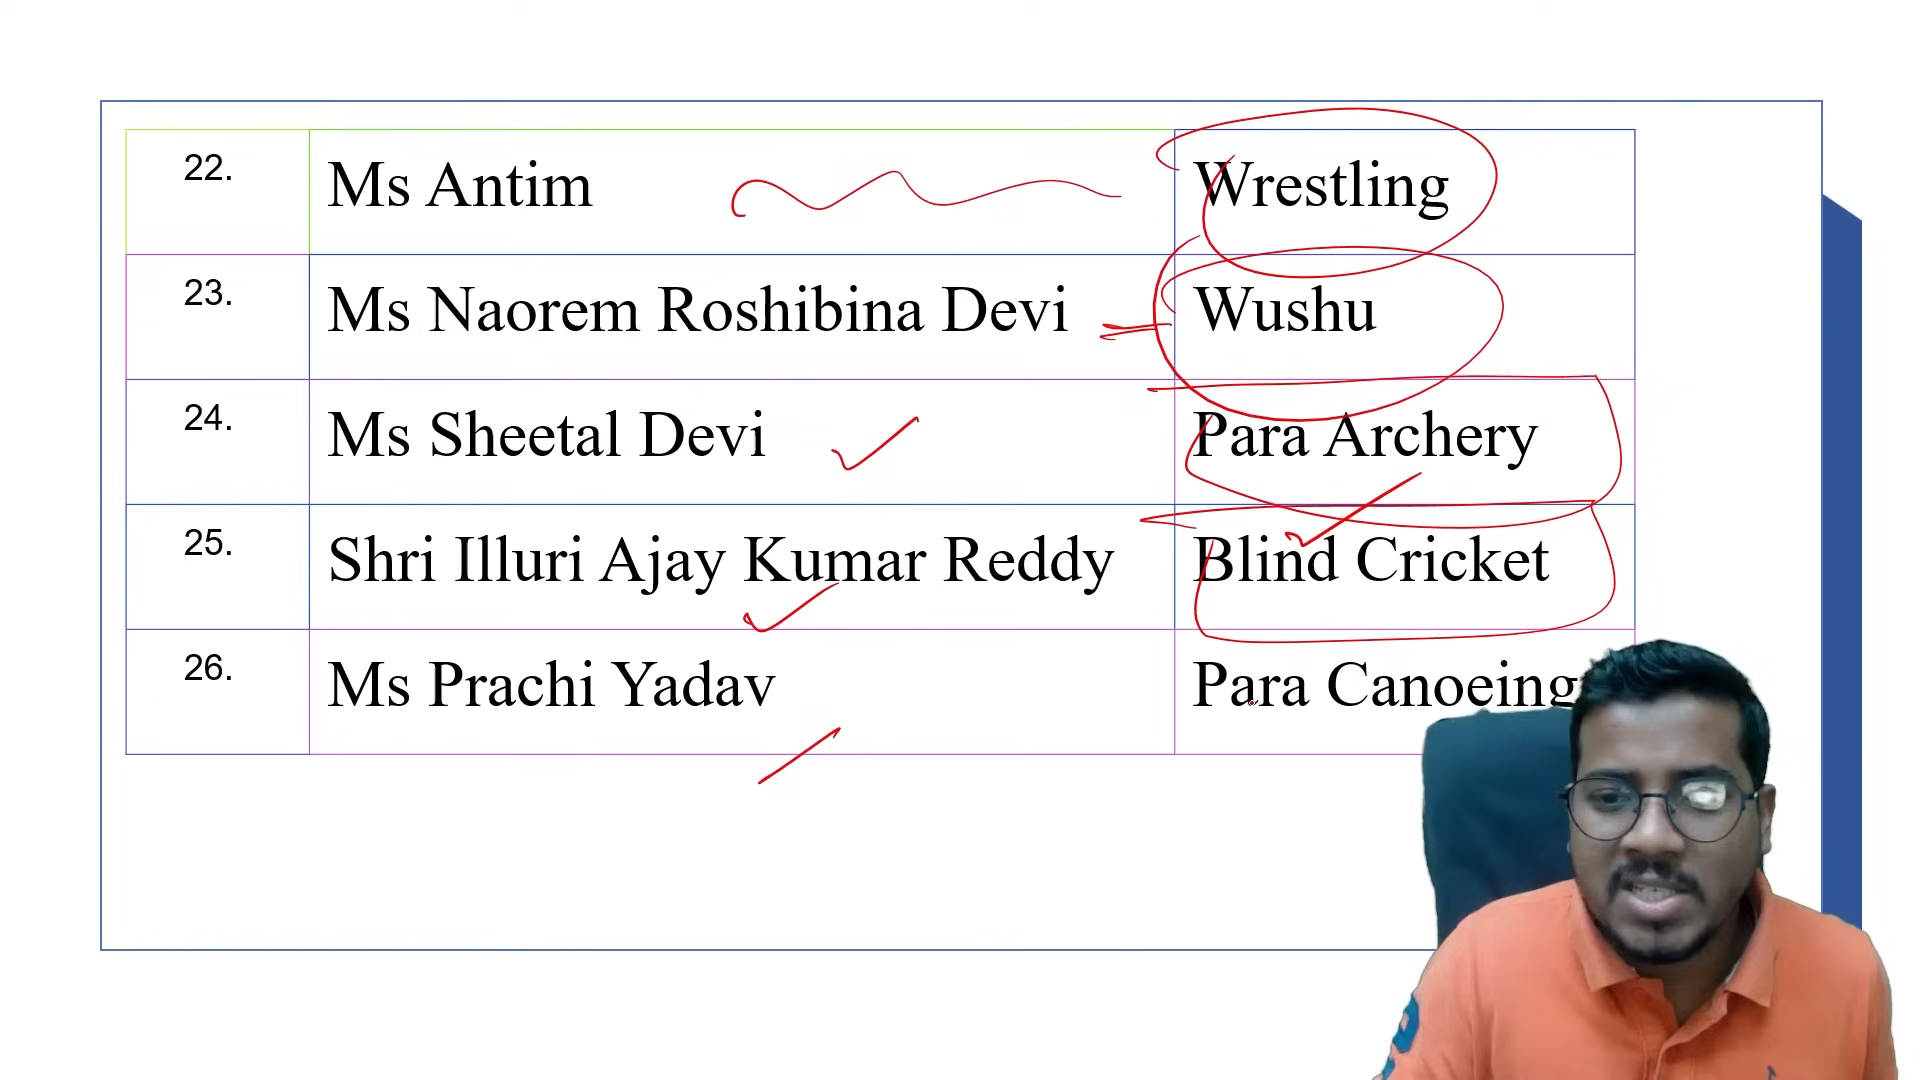 22. Ms Antim Wrestling
23. Ms Naorem Roshibina Devi Wushu
24. Ms Sheetal Devi Para Archery
25. Shri Illuri Ajay Kumar Reddy Blind Cricket
26. Ms Prachi Yadav Para Canoeing